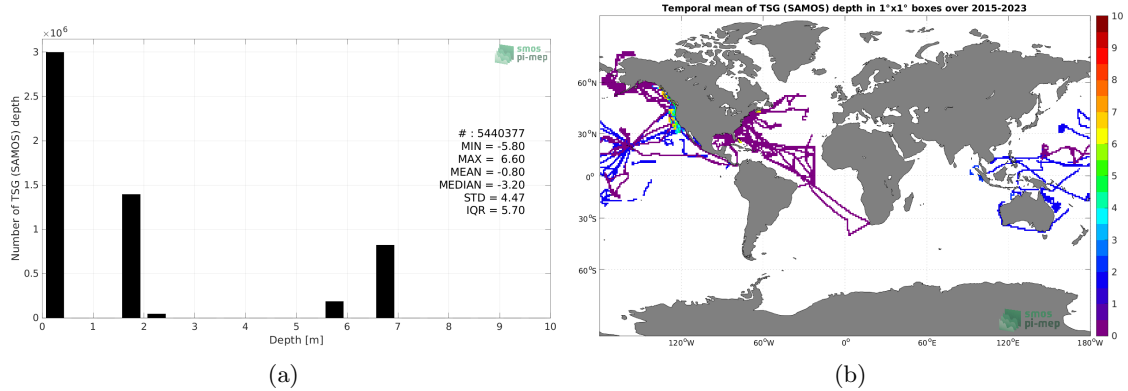 ×10⁶
3
2.5
2
1.5
1
0.5
0
Number of TSG (SAMOS) depth
smos
pi-mep
# : 5440377
MIN = -5.80
MAX = 6.60
MEAN = -0.80
MEDIAN = -3.20
STD = 4.47
IQR = 5.70
0 1 2 3 4 5 6 7 8 9 10
Depth [m]
(a)
Temporal mean of TSG (SAMOS) depth in 1°x1° boxes over 2015-2023
60°N
30°N
0°
30°S
60°S
120°W 60°W 0° 60°E 120°E 180°W
smos
pi-mep
10
9
8
7
6
5
4
3
2
1
0
(b)